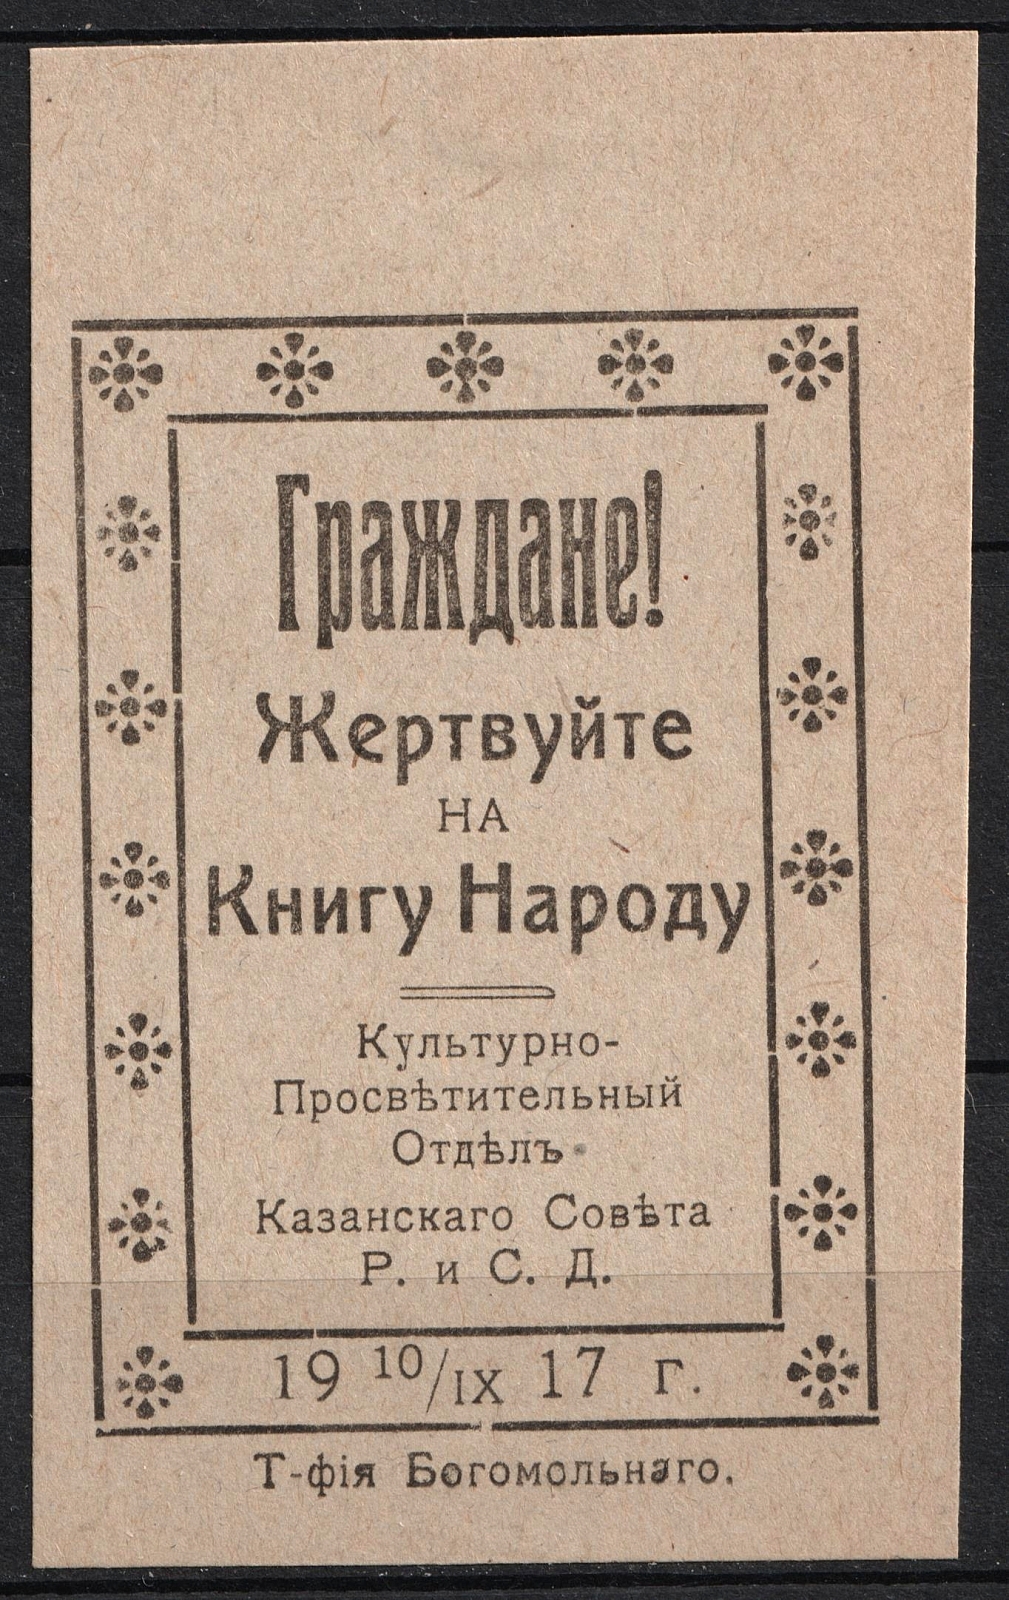 Граждане!
Жертвуйте
НА
Книгу Народу
Культурно-
Просвѣтительный
Отдѣлъ
Казанскаго Совѣта
Р. и С. Д.
19 10/IX 17 г.
Т-фія Богомольнаго.